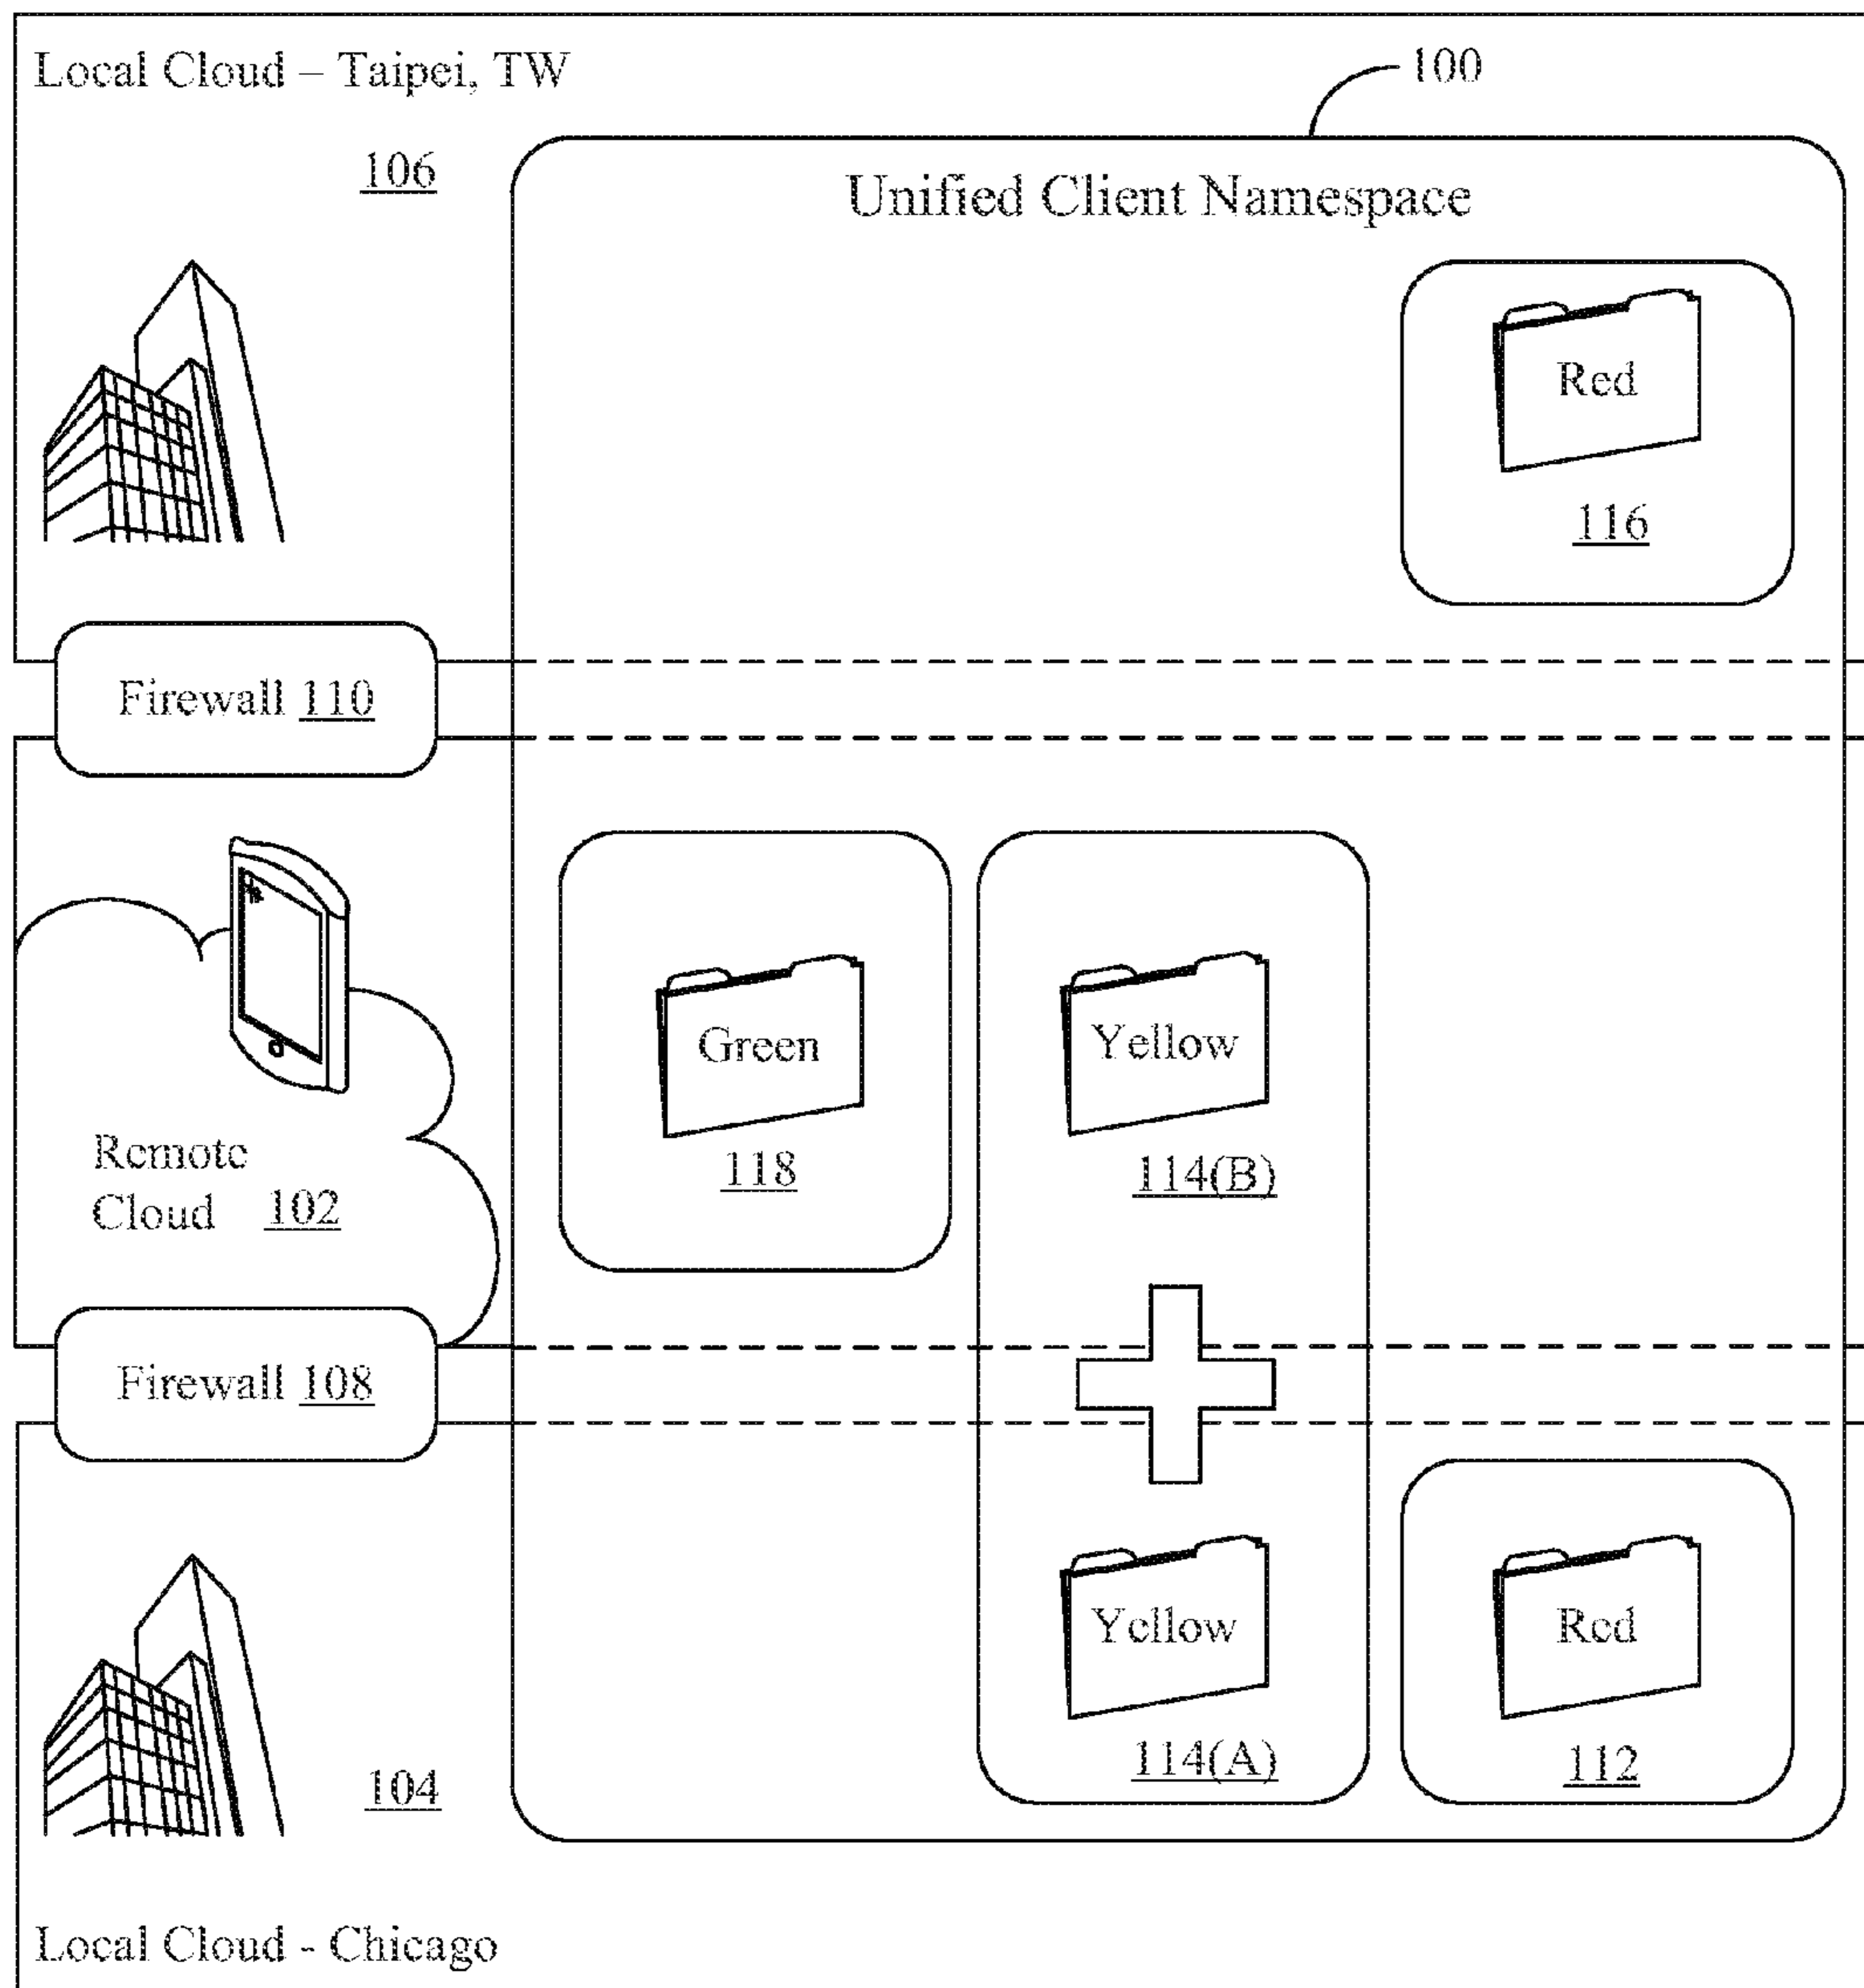 Local Cloud – Taipei, TW
100
106
Unified Client Namespace
Red
116
Firewall 110
Green
118
Yellow
114(B)
Remote
Cloud 102
Firewall 108
Yellow
114(A)
Red
112
104
Local Cloud - Chicago